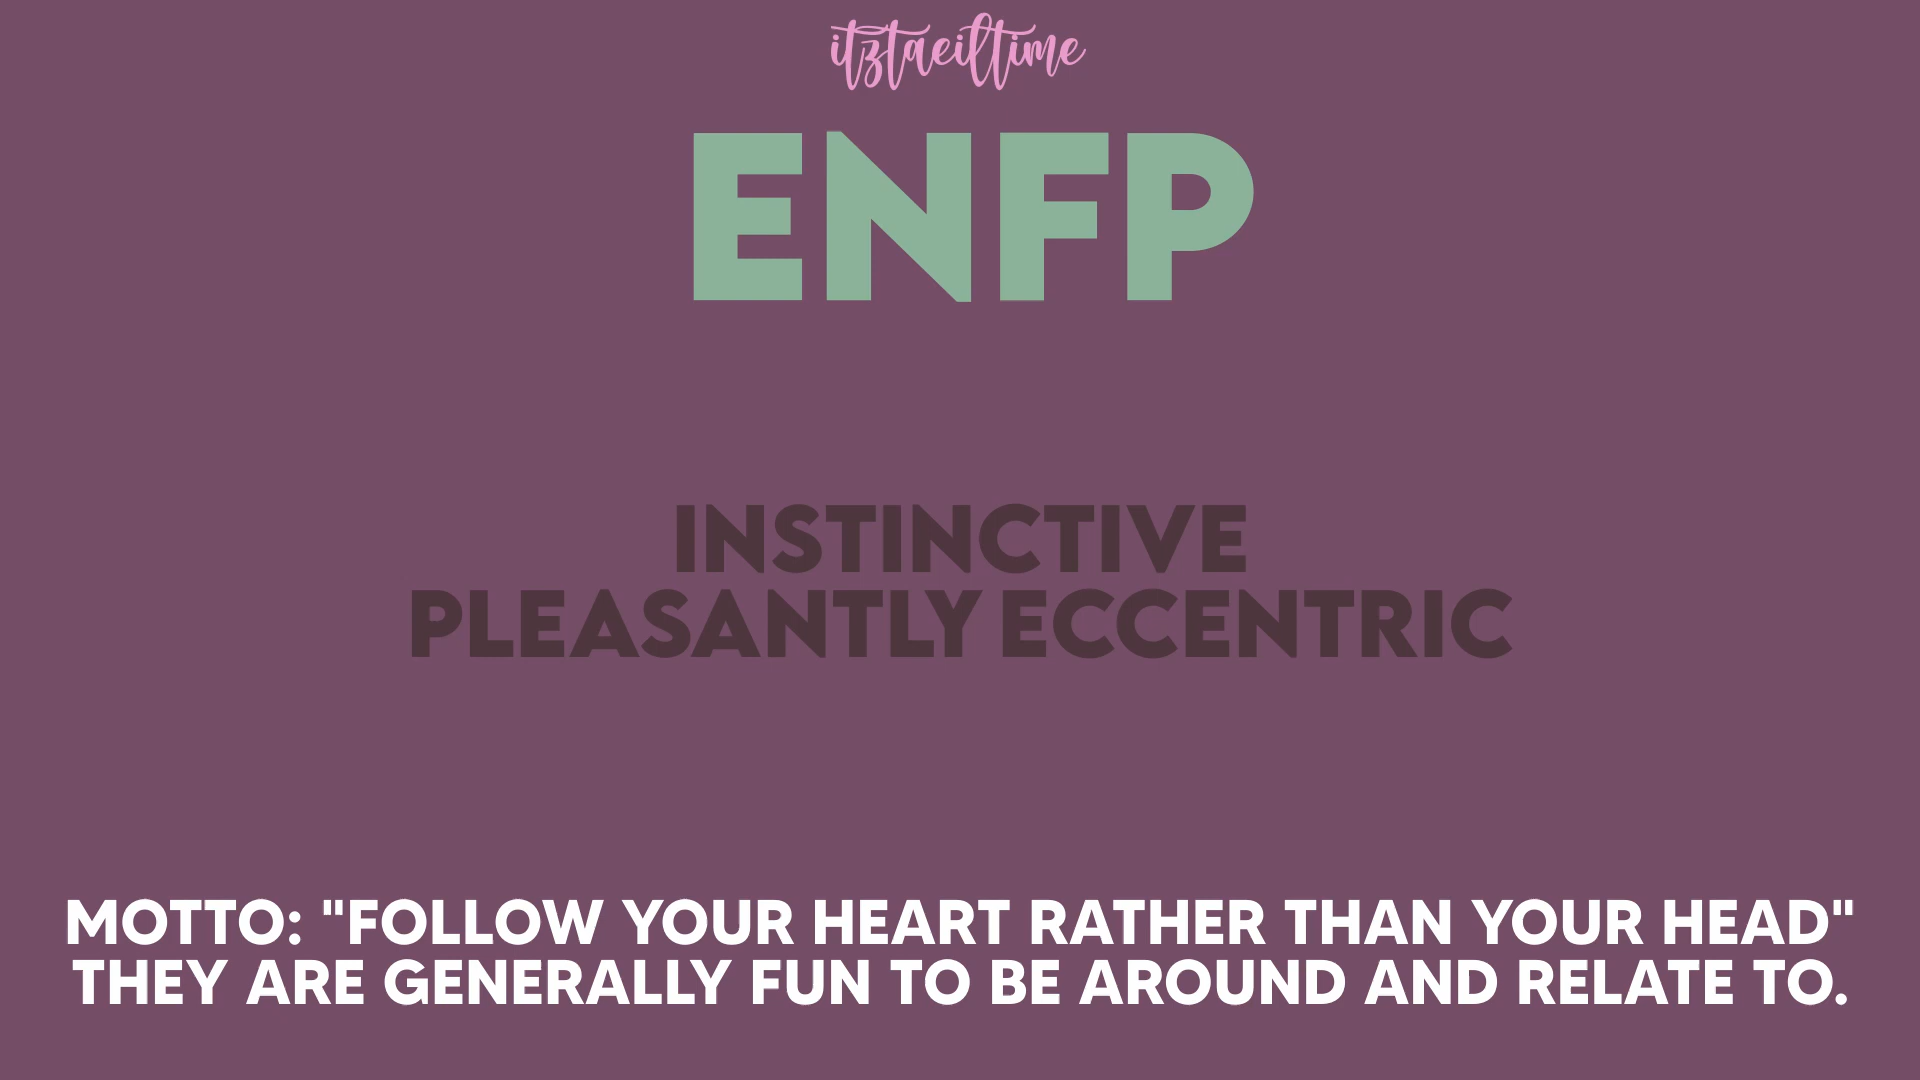 itztaeiltime
ENFP
INSTINCTIVE
PLEASANTLY ECCENTRIC
MOTTO: "FOLLOW YOUR HEART RATHER THAN YOUR HEAD"
THEY ARE GENERALLY FUN TO BE AROUND AND RELATE TO.